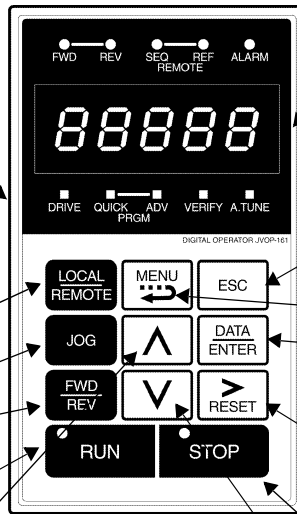 FWD REV SEQ REF ALARM
REMOTE
88888
DRIVE QUICK ADV VERIFY A.TUNE
PRGM
DIGITAL OPERATOR JVOP-161
LOCAL MENU ESC
REMOTE
JOG DATA
ENTER
FWD >
REV RESET
RUN STOP